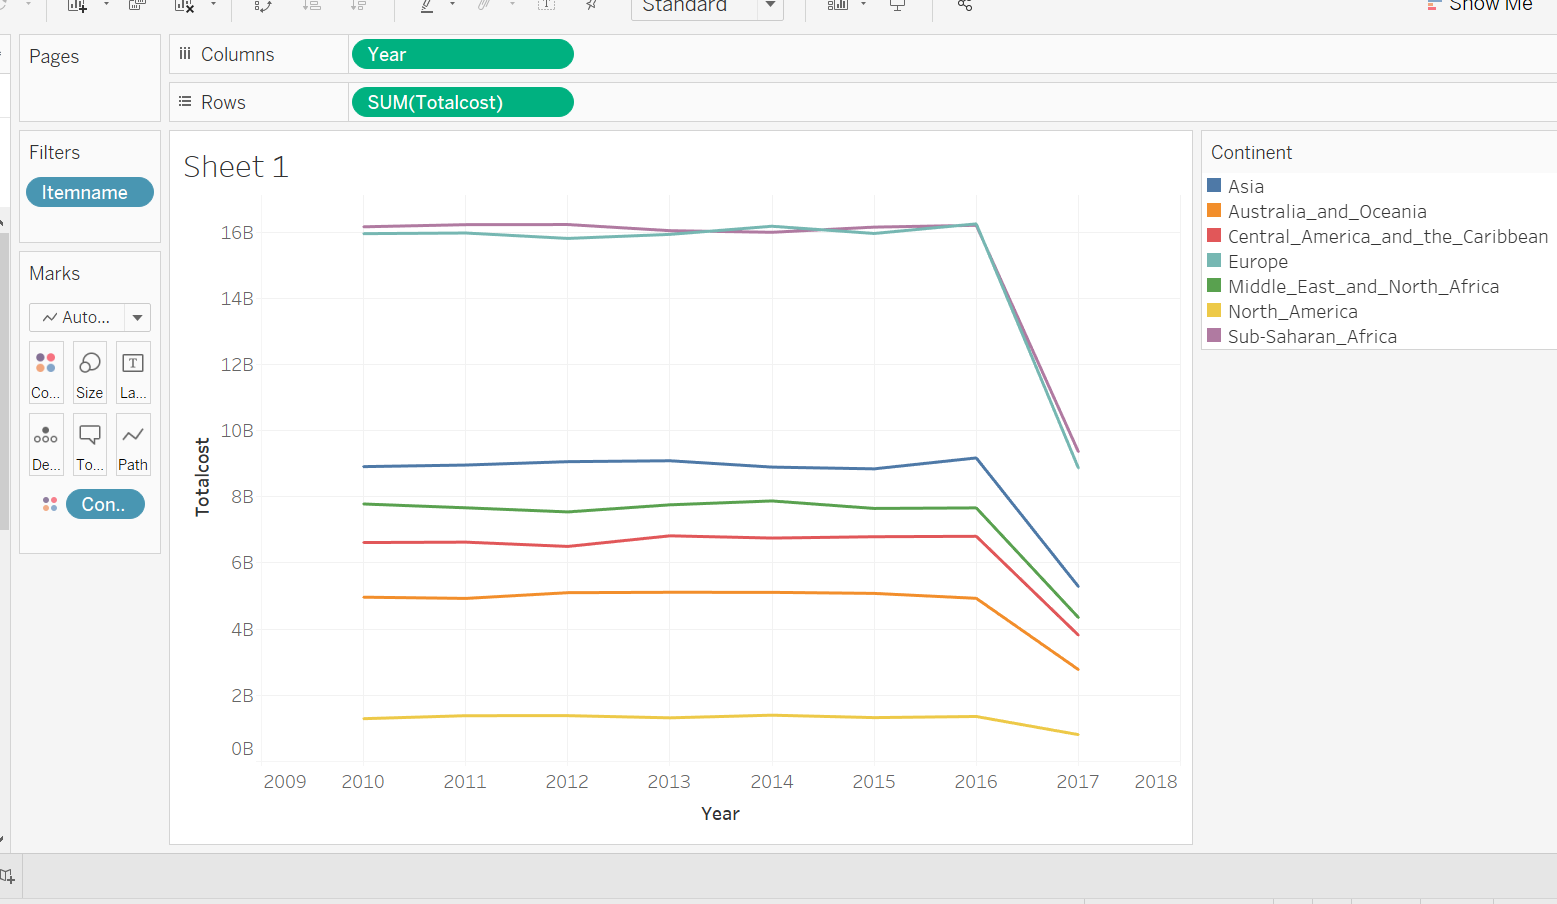 Standard
Show Me
Pages
Columns
Year
Rows
SUM(Totalcost)
Filters
Itemname
Marks
Auto...
Co...
Size
La...
De...
To...
Path
Con..
Sheet 1
16B
14B
12B
10B
8B
6B
4B
2B
0B
Totalcost
2009 2010 2011 2012 2013 2014 2015 2016 2017 2018
Year
Continent
Asia
Australia_and_Oceania
Central_America_and_the_Caribbean
Europe
Middle_East_and_North_Africa
North_America
Sub-Saharan_Africa